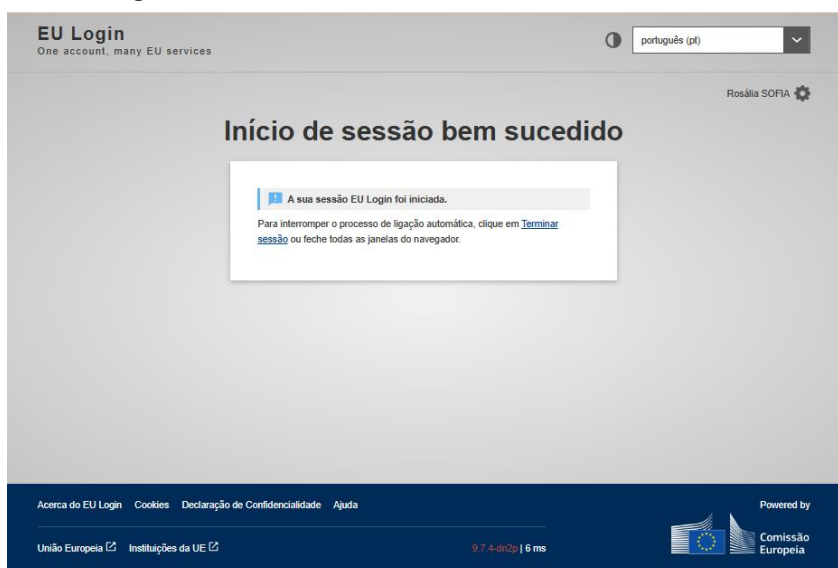 EU Login
One account, many EU services
português (pt)
Rosália SOFIA
Início de sessão bem sucedido
A sua sessão EU Login foi iniciada.
Para interromper o processo de ligação automática, clique em Terminar
sessão ou feche todas as janelas do navegador.
Acerca do EU Login Cookies Declaração de Confidencialidade Ajuda
Powered by
União Europeia Instituições da UE
9.7.4-dn2p | 6 ms
Comissão
Europeia